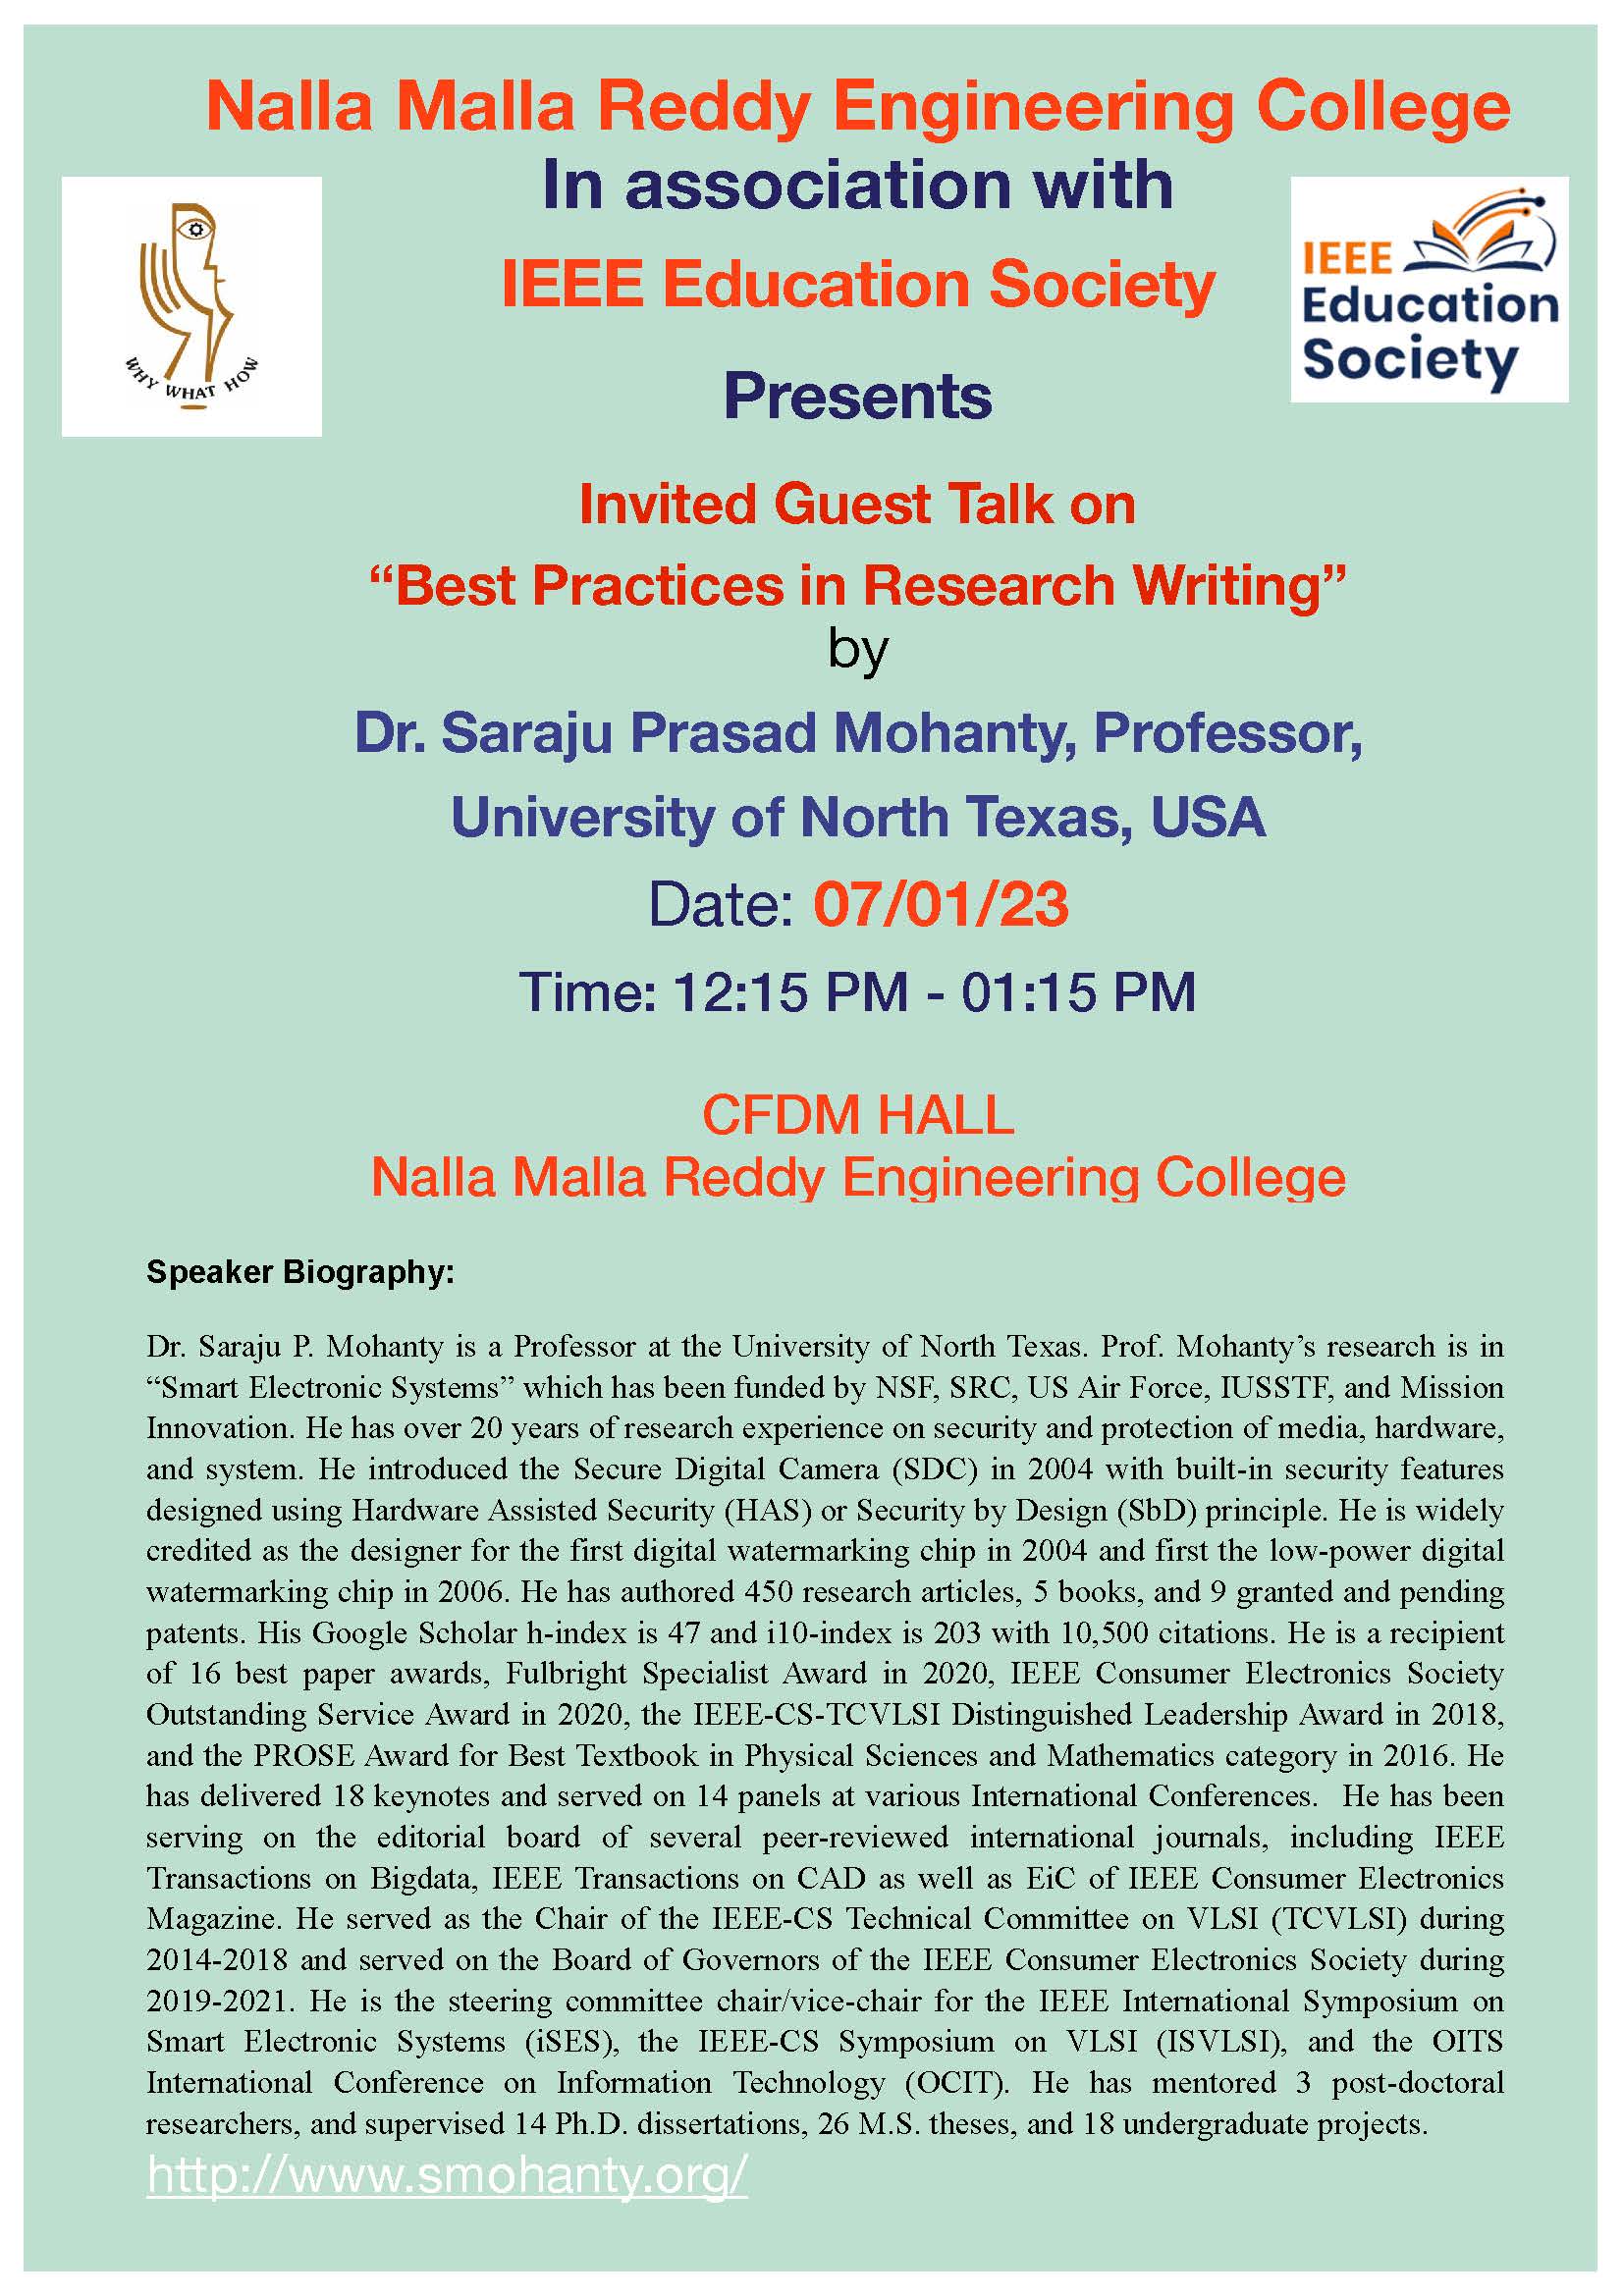 Nalla Malla Reddy Engineering College
In association with
IEEE Education Society
WHY WHAT HOW
IEEE
Education
Society
Presents
Invited Guest Talk on
“Best Practices in Research Writing”
by
Dr. Saraju Prasad Mohanty, Professor,
University of North Texas, USA
Date: 07/01/23
Time: 12:15 PM - 01:15 PM
CFDM HALL
Nalla Malla Reddy Engineering College
Speaker Biography:
Dr. Saraju P. Mohanty is a Professor at the University of North Texas. Prof. Mohanty’s research is in
“Smart Electronic Systems” which has been funded by NSF, SRC, US Air Force, IUSSTF, and Mission
Innovation. He has over 20 years of research experience on security and protection of media, hardware,
and system. He introduced the Secure Digital Camera (SDC) in 2004 with built-in security features
designed using Hardware Assisted Security (HAS) or Security by Design (SbD) principle. He is widely
credited as the designer for the first digital watermarking chip in 2004 and first the low-power digital
watermarking chip in 2006. He has authored 450 research articles, 5 books, and 9 granted and pending
patents. His Google Scholar h-index is 47 and i10-index is 203 with 10,500 citations. He is a recipient
of 16 best paper awards, Fulbright Specialist Award in 2020, IEEE Consumer Electronics Society
Outstanding Service Award in 2020, the IEEE-CS-TCVLSI Distinguished Leadership Award in 2018,
and the PROSE Award for Best Textbook in Physical Sciences and Mathematics category in 2016. He
has delivered 18 keynotes and served on 14 panels at various International Conferences. He has been
serving on the editorial board of several peer-reviewed international journals, including IEEE
Transactions on Bigdata, IEEE Transactions on CAD as well as EiC of IEEE Consumer Electronics
Magazine. He served as the Chair of the IEEE-CS Technical Committee on VLSI (TCVLSI) during
2014-2018 and served on the Board of Governors of the IEEE Consumer Electronics Society during
2019-2021. He is the steering committee chair/vice-chair for the IEEE International Symposium on
Smart Electronic Systems (iSES), the IEEE-CS Symposium on VLSI (ISVLSI), and the OITS
International Conference on Information Technology (OCIT). He has mentored 3 post-doctoral
researchers, and supervised 14 Ph.D. dissertations, 26 M.S. theses, and 18 undergraduate projects.
http://www.smohanty.org/